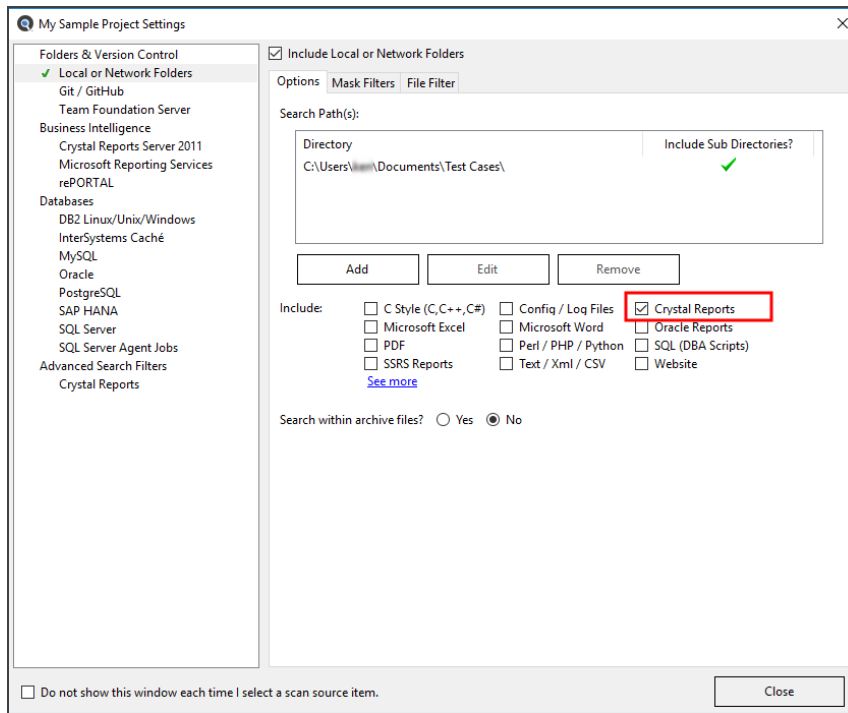 My Sample Project Settings
Folders & Version Control
Local or Network Folders
Git / GitHub
Team Foundation Server
Business Intelligence
Crystal Reports Server 2011
Microsoft Reporting Services
rePORTAL
Databases
DB2 Linux/Unix/Windows
InterSystems Caché
MySQL
Oracle
PostgreSQL
SAP HANA
SQL Server
SQL Server Agent Jobs
Advanced Search Filters
Crystal Reports
Include Local or Network Folders
Options Mask Filters File Filter
Search Path(s):
Directory Include Sub Directories?
C:\Users\ \Documents\Test Cases\
Add Edit Remove
Include: C Style (C,C++,C#) Config / Log Files Crystal Reports
Microsoft Excel Microsoft Word Oracle Reports
PDF Perl / PHP / Python SQL (DBA Scripts)
SSRS Reports Text / Xml / CSV Website
See more
Search within archive files? Yes No
Do not show this window each time I select a scan source item.
Close